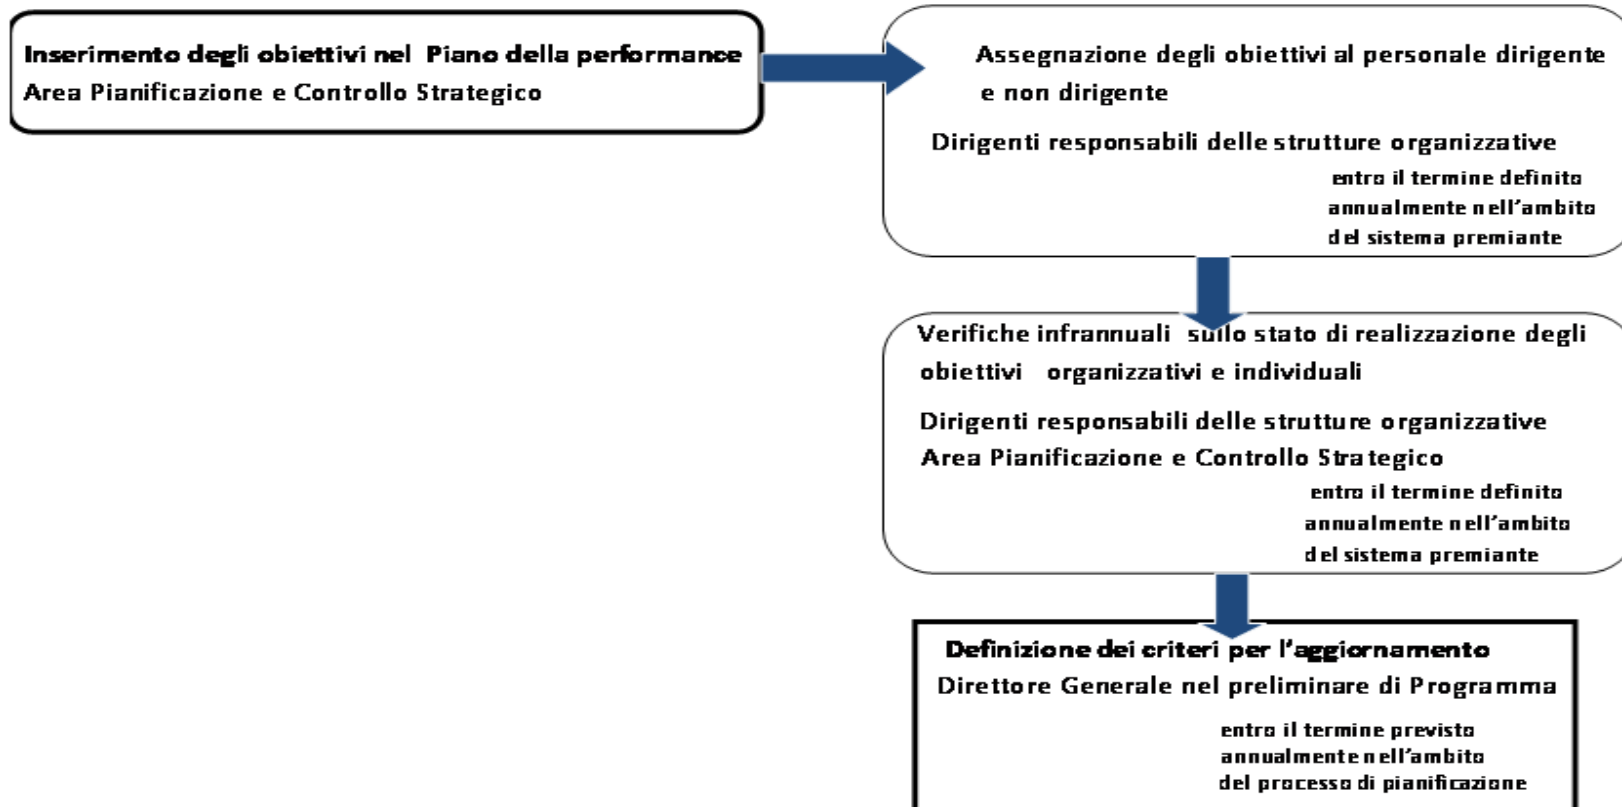 Inserimento degli obiettivi nel Piano della performance
Area Pianificazione e Controllo Strategico
Assegnazione degli obiettivi al personale dirigente
e non dirigente
Dirigenti responsabili delle strutture organizzative
entro il termine definito
annualmente nell'ambito
del sistema premiante
Verifiche infrannuali sullo stato di realizzazione degli
obiettivi organizzativi e individuali
Dirigenti responsabili delle strutture organizzative
Area Pianificazione e Controllo Strategico
entro il termine definito
annualmente nell'ambito
del sistema premiante
Definizione dei criteri per l'aggiornamento
Direttore Generale nel preliminare di Programma
entro il termine previsto
annualmente nell'ambito
del processo di pianificazione